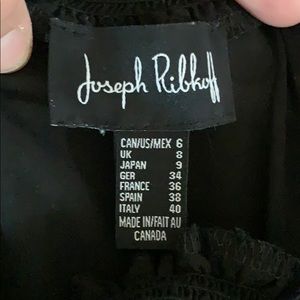 Joseph Ribkoff
CAN/US/MEX 6
UK 8
JAPAN 9
GER 34
FRANCE 36
SPAIN 38
ITALY 40
MADE IN/FAIT AU
CANADA